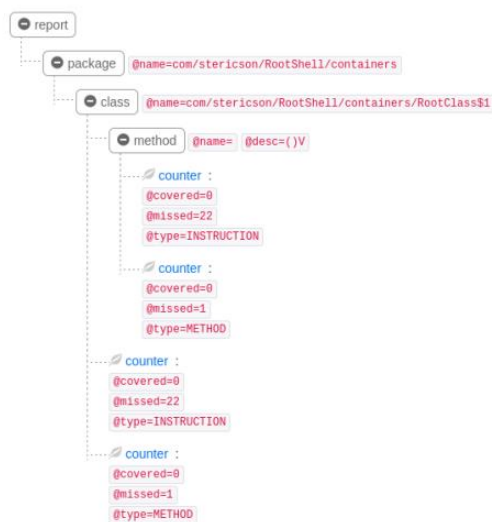 report
package @name=com/stericson/RootShell/containers
class @name=com/stericson/RootShell/containers/RootClass$1
method @name= @desc=()V
counter :
@covered=0
@missed=22
@type=INSTRUCTION
counter :
@covered=0
@missed=1
@type=METHOD
counter :
@covered=0
@missed=22
@type=INSTRUCTION
counter :
@covered=0
@missed=1
@type=METHOD